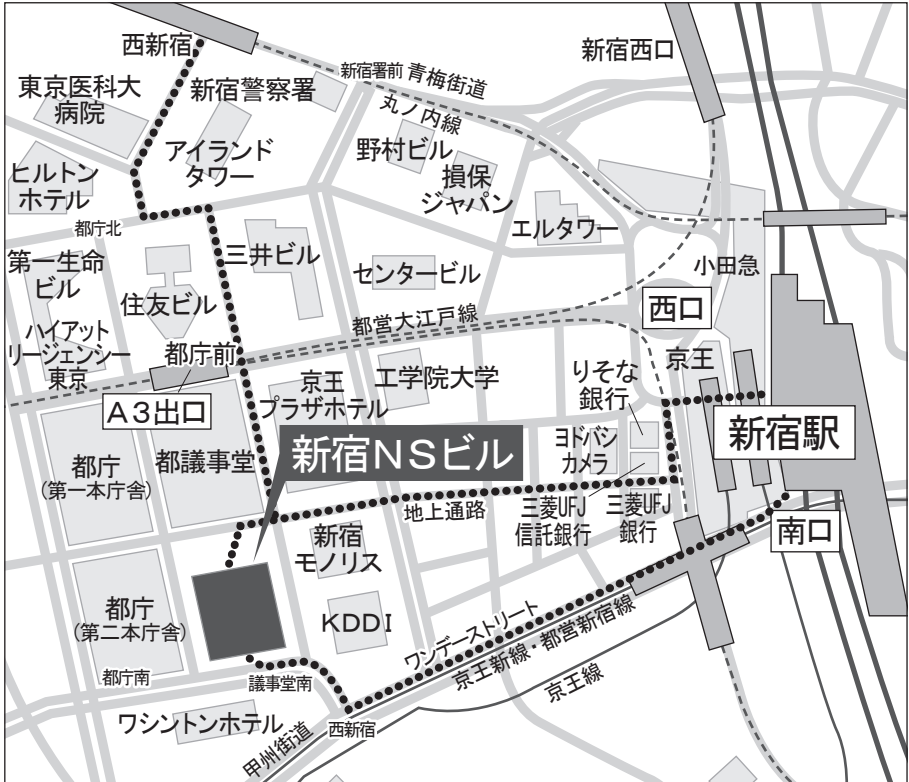 西新宿
新宿西口
東京医科大
病院
新宿警察署
新宿署前
青梅街道
丸ノ内線
アイランド
タワー
野村ビル
損保
ジャパン
ヒルトン
ホテル
都庁北
エルタワー
第一生命
ビル
住友ビル
三井ビル
センタービル
小田急
西口
ハイアット
リージェンシー
東京
都庁前
都営大江戸線
A3出口
京王
プラザホテル
工学院大学
りそな
銀行
京王
新宿駅
都庁
(第一本庁舎)
都議事堂
新宿NSビル
ヨドバシ
カメラ
地上通路
三菱UFJ
信託銀行
三菱UFJ
銀行
南口
新宿
モノリス
都庁
(第二本庁舎)
KDDI
ワンデーストリート
京王新線・都営新宿線
京王線
都庁南
議事堂南
ワシントンホテル
西新宿
甲州街道